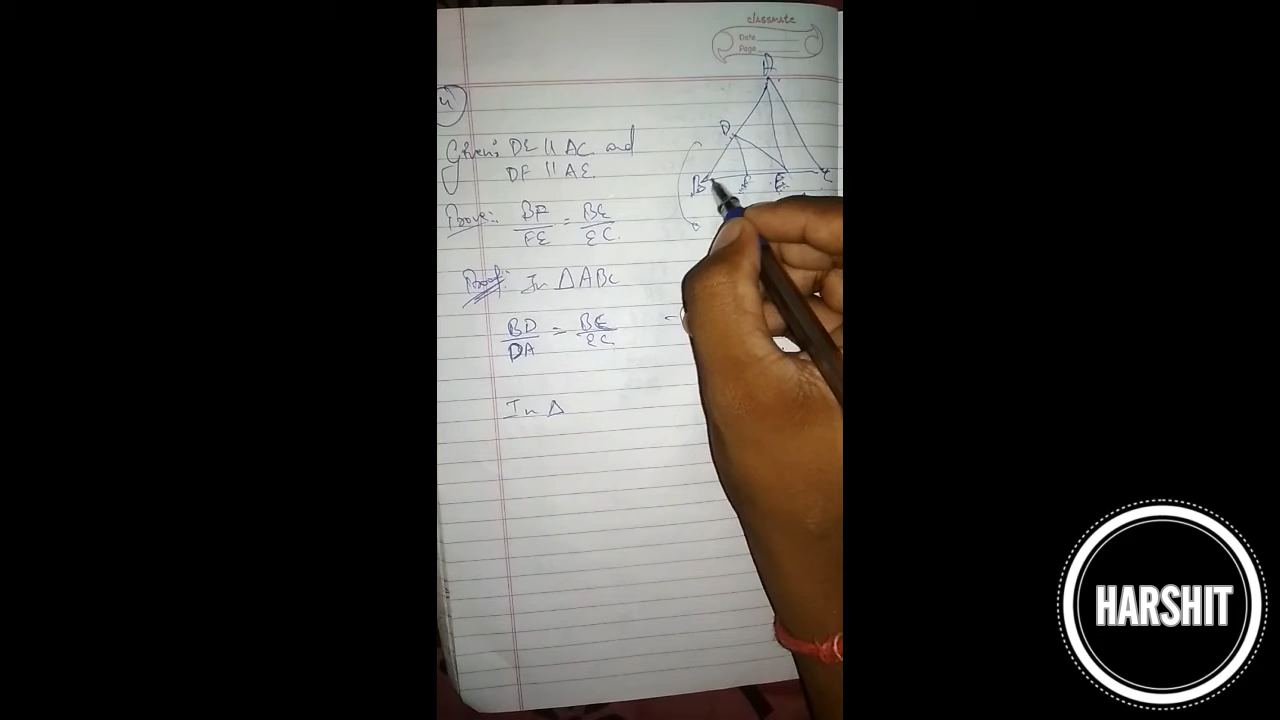 classmate
Date
Page
4
Given: DE || AC and
DF || AE.
Prove:- BF/FE = BE/EC.
Proof: In Δ ABC
BD/DA = BE/EC
In Δ
A
D
B F E C
HARSHIT